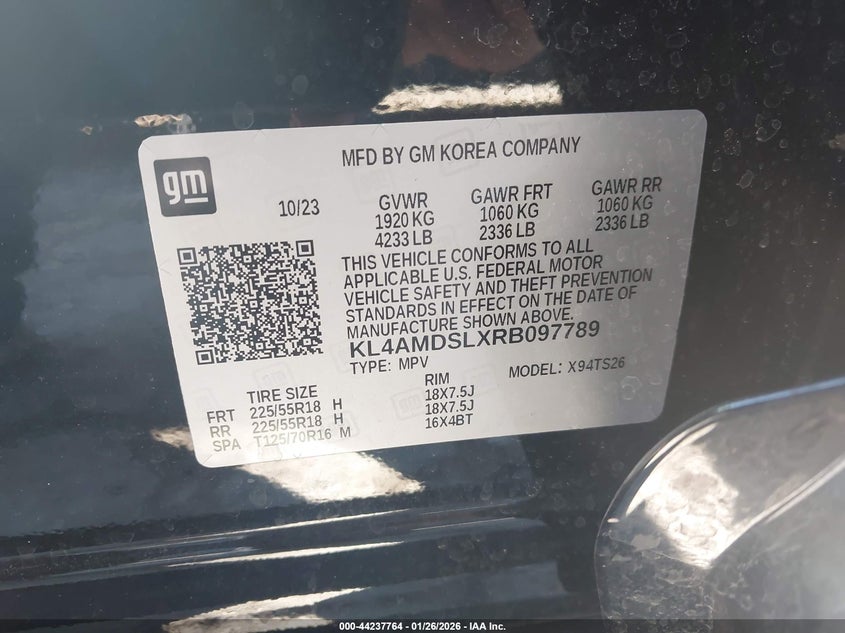 MFD BY GM KOREA COMPANY
gm
10/23
GVWR GAWR FRT GAWR RR
1920 KG 1060 KG 1060 KG
4233 LB 2336 LB 2336 LB
THIS VEHICLE CONFORMS TO ALL
APPLICABLE U.S. FEDERAL MOTOR
VEHICLE SAFETY AND THEFT PREVENTION
STANDARDS IN EFFECT ON THE DATE OF
MANUFACTURE SHOWN ABOVE.
KL4AMDSLXRB097789
TYPE: MPV MODEL: X94TS26
TIRE SIZE RIM
FRT 225/55R18 H 18X7.5J
RR 225/55R18 H 18X7.5J
SPA T125/70R16 M 16X4BT
000-44237764 - 01/26/2026 - IAA Inc.